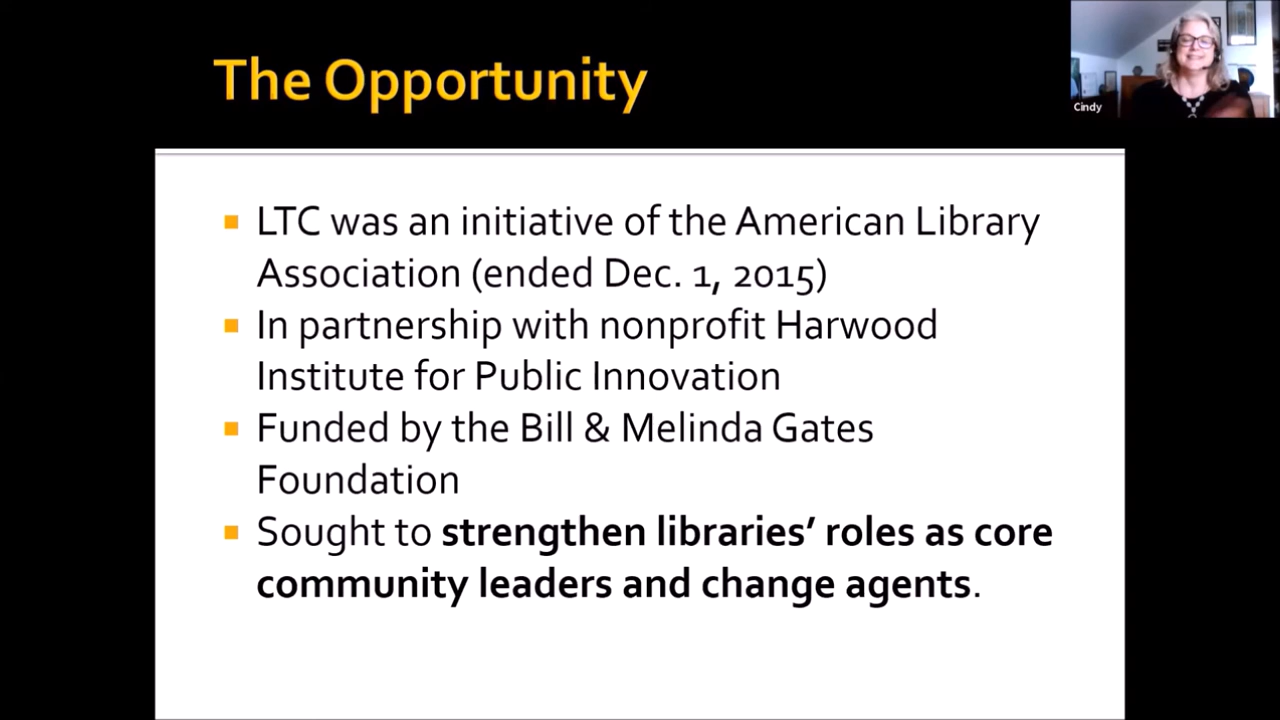 The Opportunity
Cindy
LTC was an initiative of the American Library
Association (ended Dec. 1, 2015)
In partnership with nonprofit Harwood
Institute for Public Innovation
Funded by the Bill & Melinda Gates
Foundation
Sought to strengthen libraries’ roles as core
community leaders and change agents.